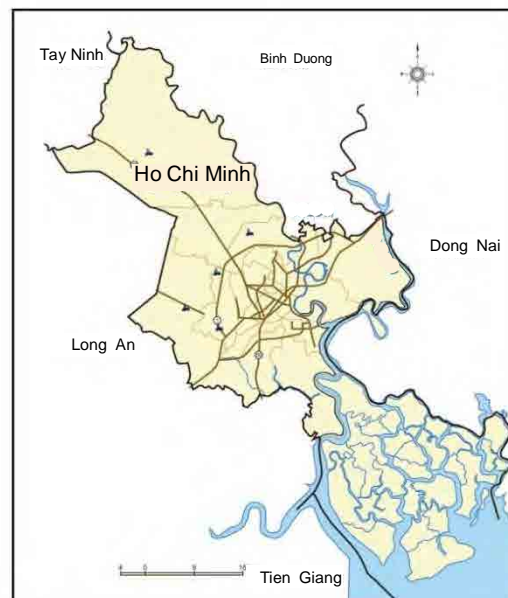 Tay Ninh
Binh Duong
Ho Chi Minh
Dong Nai
Long An
Tien Giang